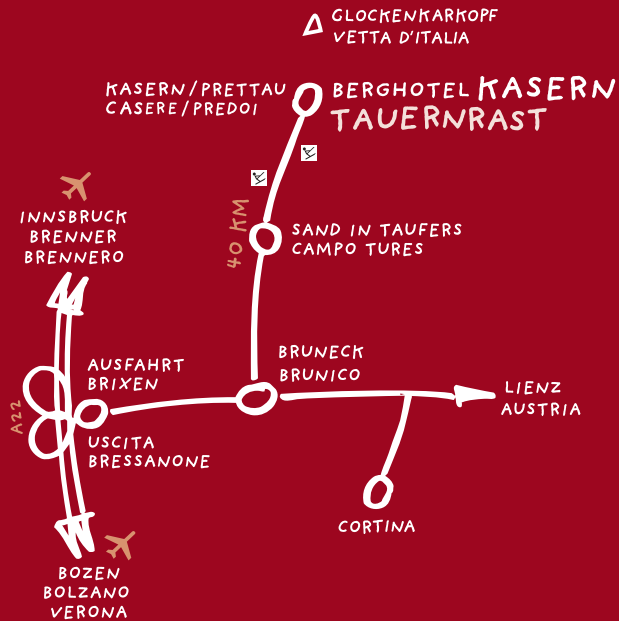 GLOCKENKARKOPF
VETTA D'ITALIA
KASERN/PRETTAU
CASERE/PREDOI
BERGHOTEL KASERN
TAUERNRAST
INNSBRUCK
BRENNER
BRENNERO
40 KM
SAND IN TAUFERS
CAMPO TURES
BRUNECK
BRUNICO
AUSFAHRT
BRIXEN
A22
USCITA
BRESSANONE
LIENZ
AUSTRIA
CORTINA
BOZEN
BOLZANO
VERONA